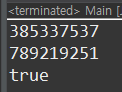 <terminated> Main [
385337537
789219251
true